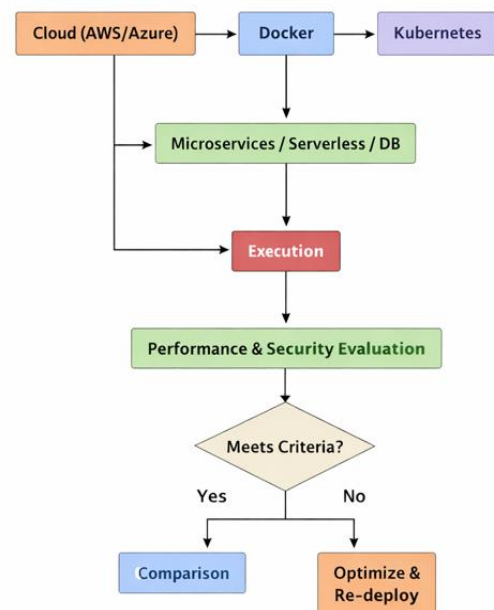 Cloud (AWS/Azure)
Docker
Kubernetes
Microservices / Serverless / DB
Execution
Performance & Security Evaluation
Meets Criteria?
Yes
No
Comparison
Optimize &
Re-deploy